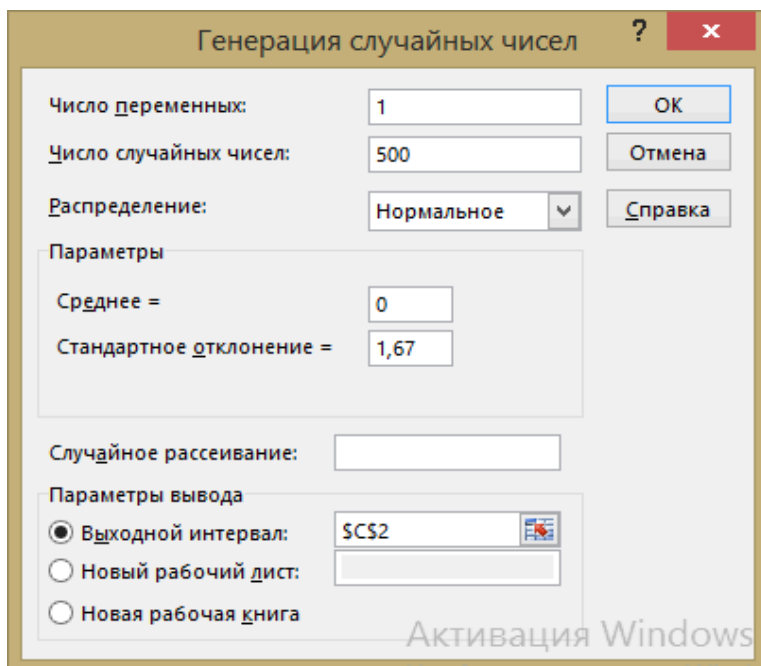 Генерация случайных чисел ? x
Число переменных: 1 ОК
Число случайных чисел: 500 Отмена
Распределение: Нормальное Справка
Параметры
Среднее = 0
Стандартное отклонение = 1,67
Случайное рассеивание:
Параметры вывода
Выходной интервал: $C$2
Новый рабочий лист:
Новая рабочая книга
Активация Windows